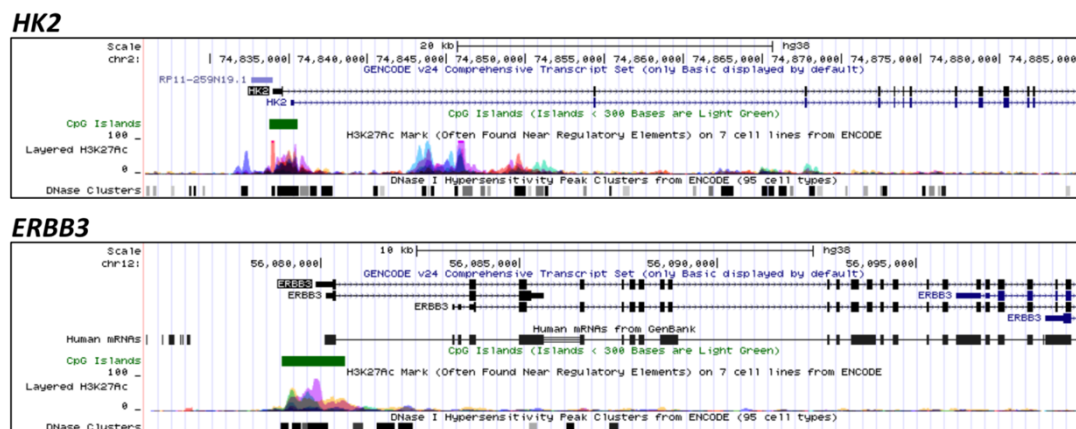 HK2
Scale 20 kb hg38
chr2: 74,835,000 74,840,000 74,845,000 74,850,000 74,855,000 74,860,000 74,865,000 74,870,000 74,875,000 74,880,000 74,885,000
GENCODE v24 Comprehensive Transcript Set (only Basic displayed by default)
RP11-259N19.1
HK2
HK2
CpG Islands (Islands < 300 Bases are Light Green)
CpG Islands
100 _ H3K27Ac Mark (Often Found Near Regulatory Elements) on 7 cell lines from ENCODE
Layered H3K27Ac
0 _
DNase I Hypersensitivity Peak Clusters from ENCODE (95 cell types)
DNase Clusters
ERBB3
Scale 10 kb hg38
chr12: 56,080,000 56,085,000 56,090,000 56,095,000
GENCODE v24 Comprehensive Transcript Set (only Basic displayed by default)
ERBB3
ERBB3 ERBB3
ERBB3
ERBB3
Human mRNAs from GenBank
Human mRNAs
CpG Islands (Islands < 300 Bases are Light Green)
CpG Islands
100 _ H3K27Ac Mark (Often Found Near Regulatory Elements) on 7 cell lines from ENCODE
Layered H3K27Ac
0 _
DNase I Hypersensitivity Peak Clusters from ENCODE (95 cell types)
DNase Clusters